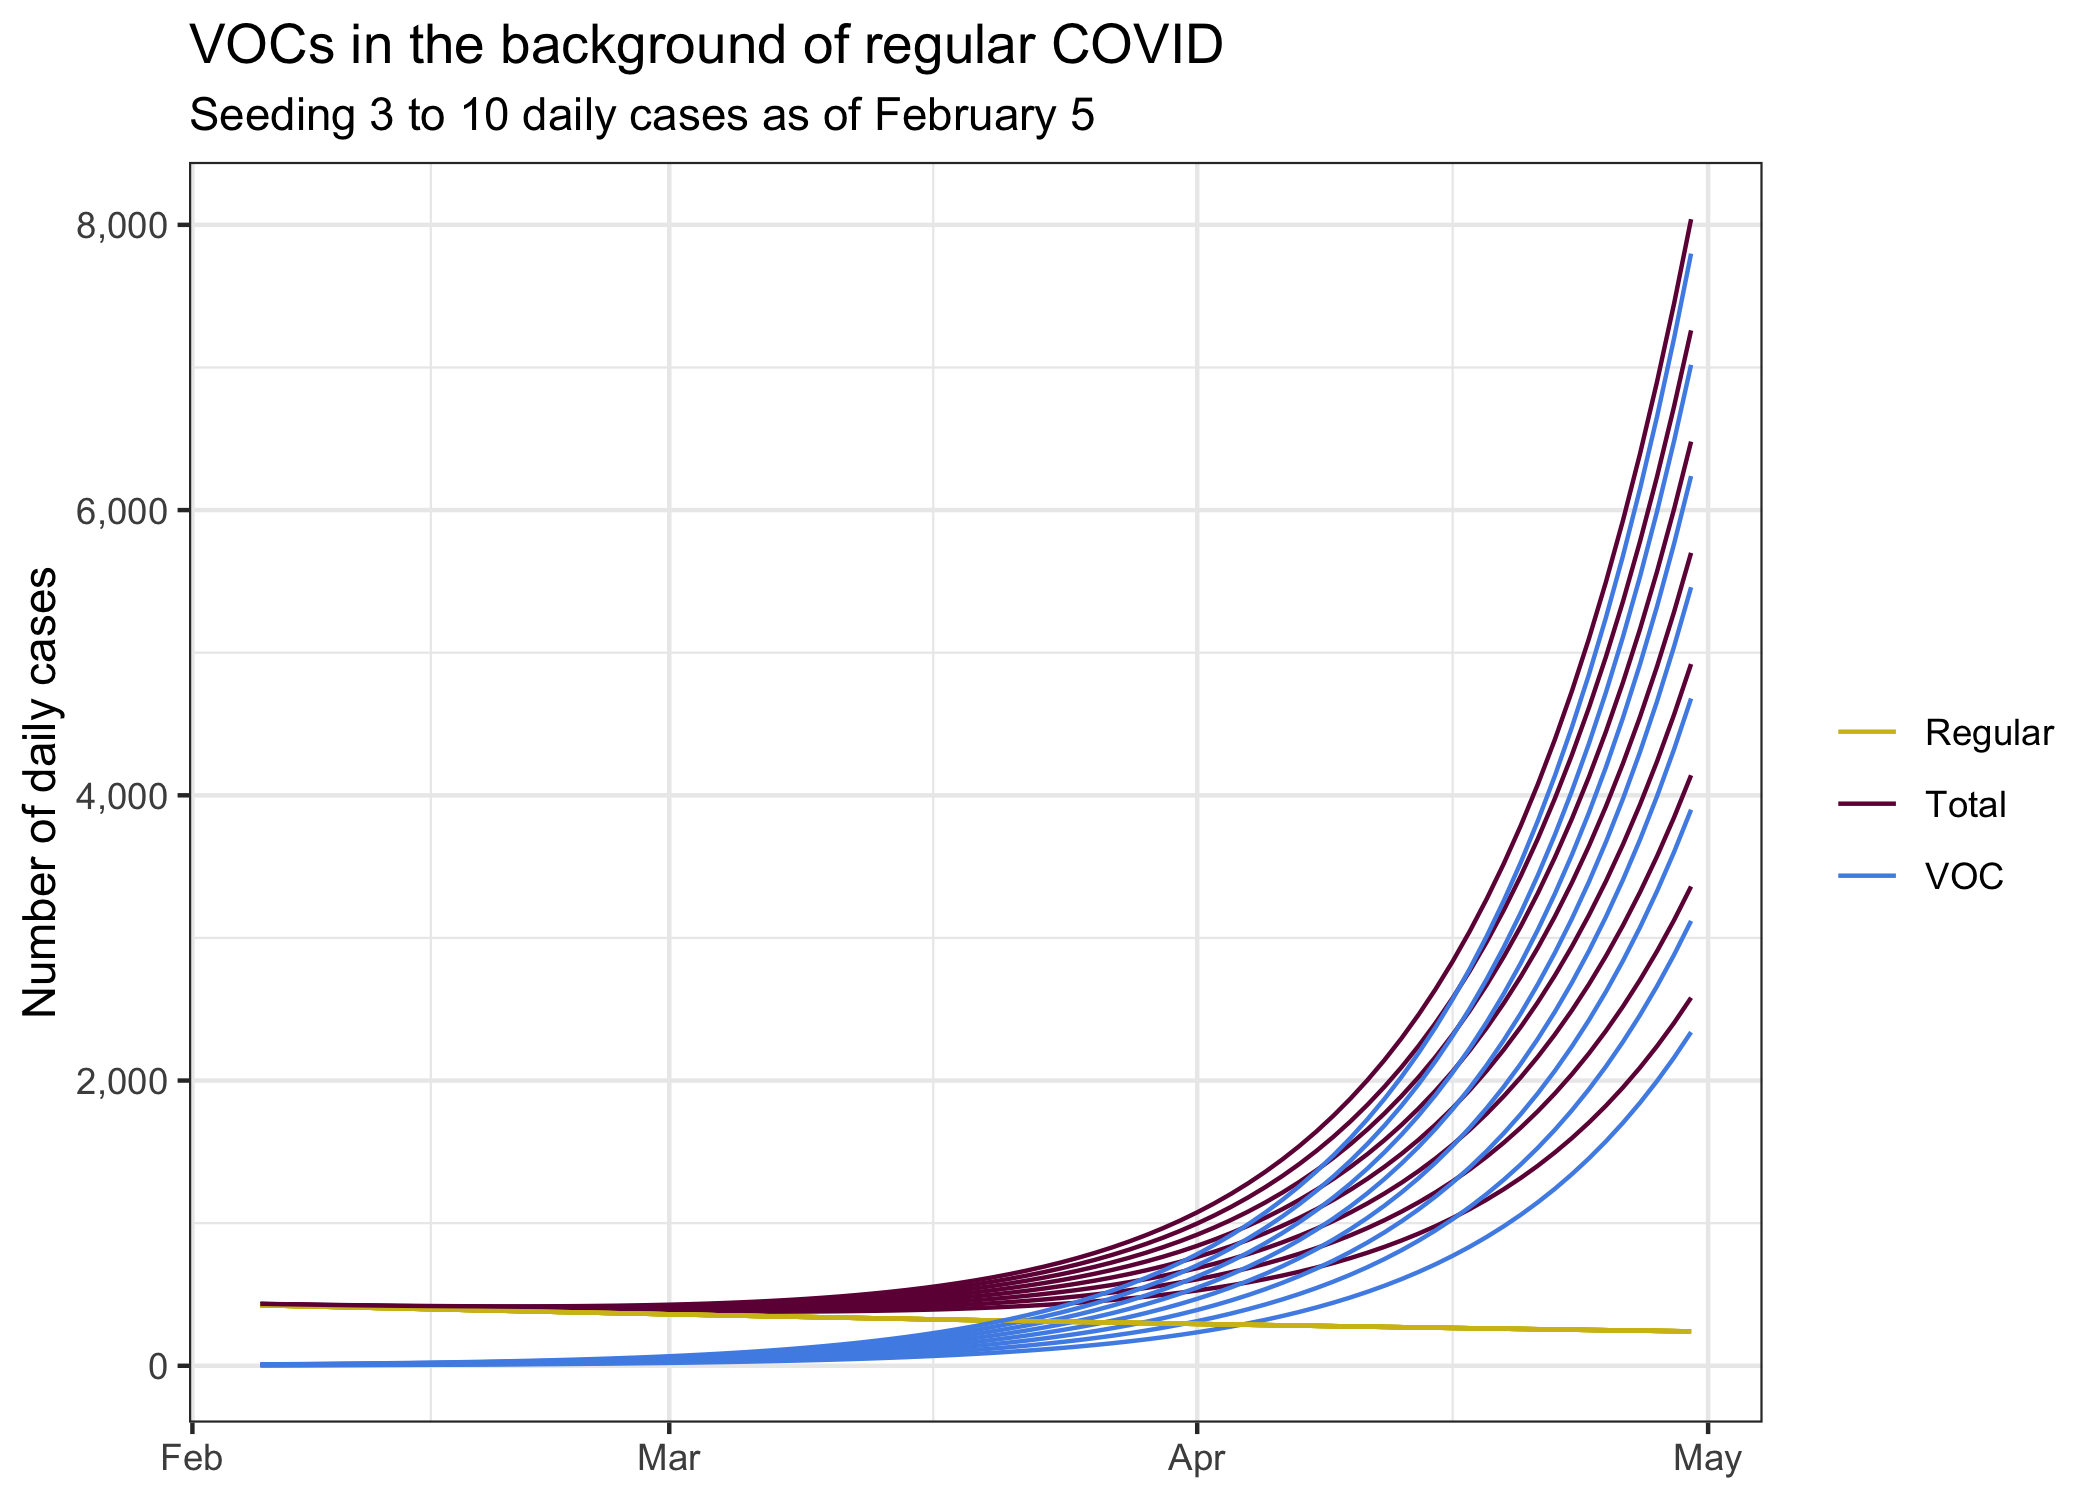 VOCs in the background of regular COVID
Seeding 3 to 10 daily cases as of February 5
Number of daily cases
8,000
6,000
4,000
2,000
0
Feb
Mar
Apr
May
Regular
Total
VOC